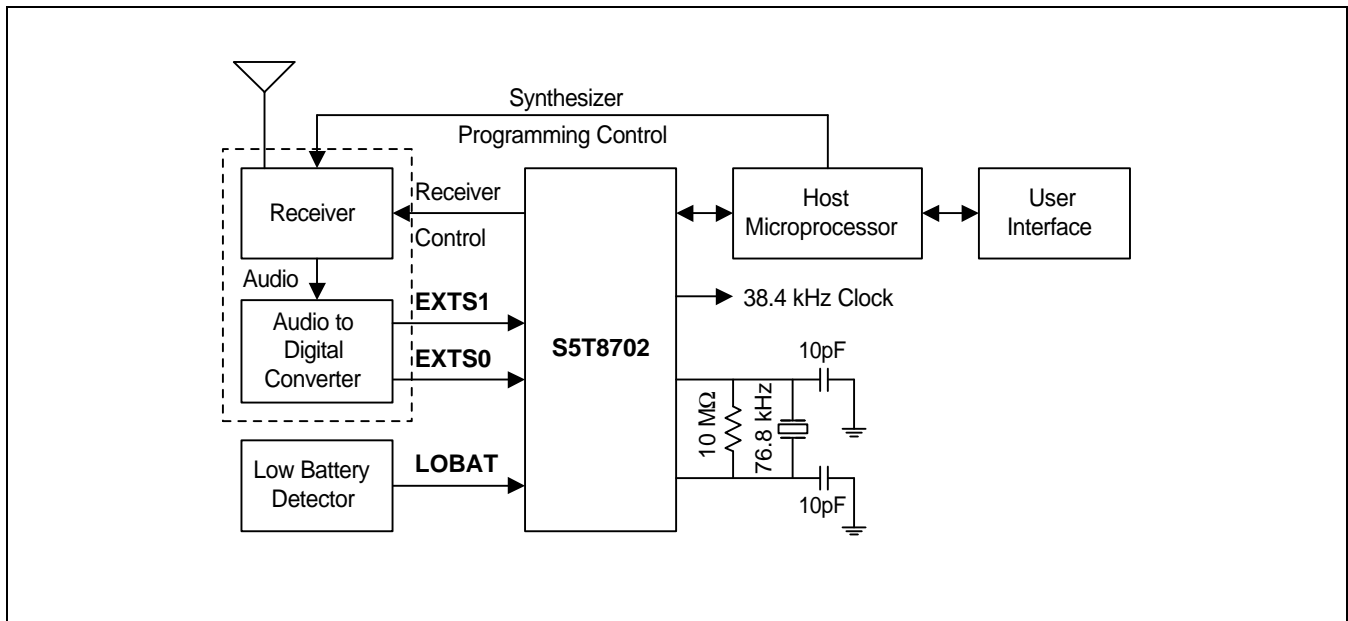 Synthesizer
Programming Control
Receiver
Receiver
Control
Host
Microprocessor
User
Interface
Audio
Audio to
Digital
Converter
EXTS1
EXTS0
S5T8702
38.4 kHz Clock
10pF
10 MΩ
76.8 kHz
10pF
Low Battery
Detector
LOBAT